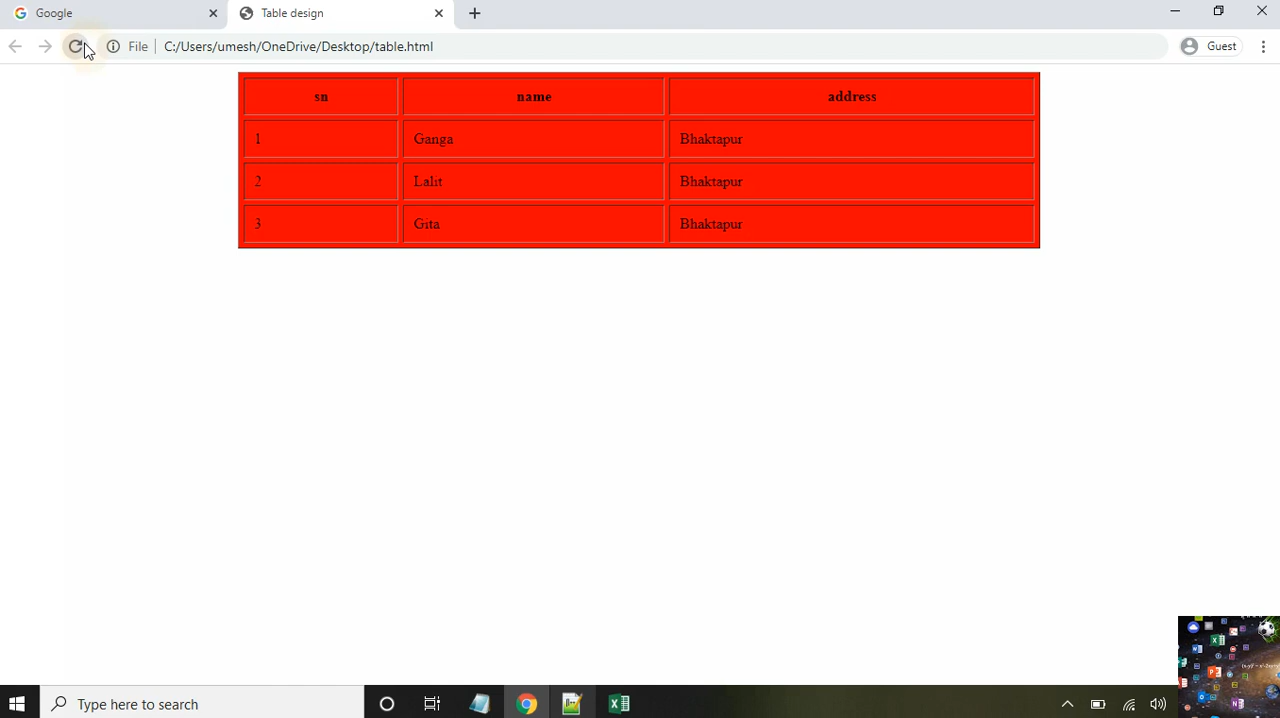 Google
Table design
File
C:/Users/umesh/OneDrive/Desktop/table.html
Guest
sn name address
1 Ganga Bhaktapur
2 Lalit Bhaktapur
3 Gita Bhaktapur
Type here to search